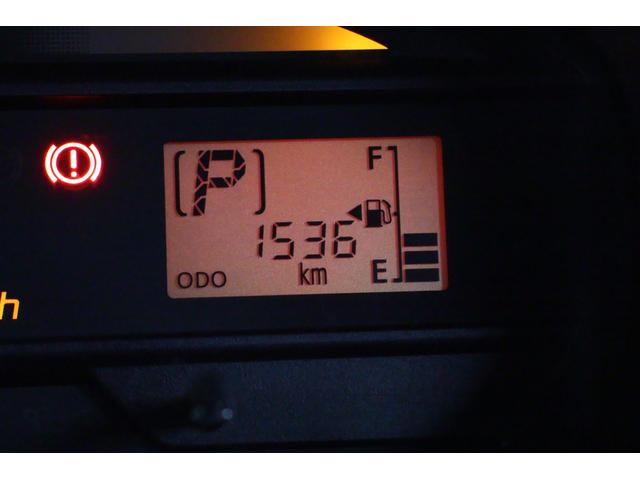 (!)
[P] F
1536
ODO km E
h